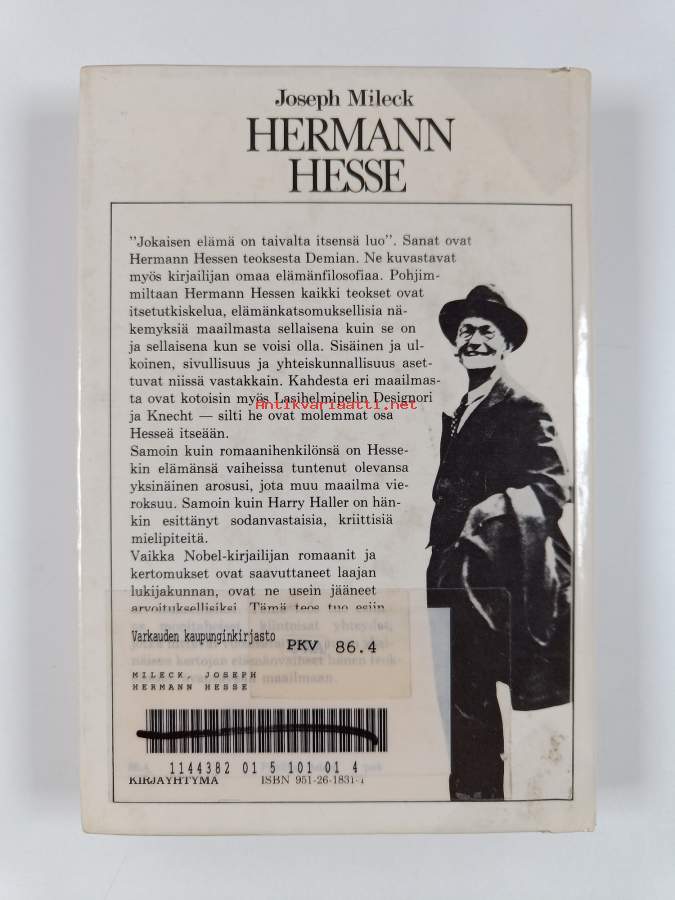 Joseph Mileck
HERMANN
HESSE
"Jokaisen elämä on taivalta itsensä luo". Sanat ovat
Hermann Hessen teoksesta Demian. Ne kuvastavat
myös kirjailijan omaa elämänfilosofiaa. Pohjim-
miltaan Hermann Hessen kaikki teokset ovat
itsetutkiskelua, elämänkatsomuksellisia nä-
kemyksiä maailmasta sellaisena kuin se on
ja sellaisena kun se voisi olla. Sisäinen ja ul-
koinen, sivullisuus ja yhteiskunnallisuus aset-
tuvat niissä vastakkain. Kahdesta eri maailmas-
ta ovat kotoisin myös Lasihelmipelin Designori
Antikvariaatti.net
ja Knecht — silti he ovat molemmat osa
Hesseä itseään.
Samoin kuin romaanihenkilönsä on Hesse-
kin elämänsä vaiheissa tuntenut olevansa
yksinäinen arosusi, jota muu maailma vie-
roksuu. Samoin kuin Harry Haller on hän-
kin esittänyt sodanvastaisia, kriittisiä
mielipiteitä.
Vaikka Nobel-kirjailijan romaanit ja
kertomukset ovat saavuttaneet laajan
lukijakunnan, ovat ne usein jääneet
arvoituksellisiksi. Tämä teos tuo esiin
Varkauden kaupunginkirjasto
PKV 86.4
MILECK, JOSEPH
HERMANN HESSE
maailmaan.
1144382 01 5 101 01 4
KIRJAYHTYMÄ ISBN 951-26-1831-1